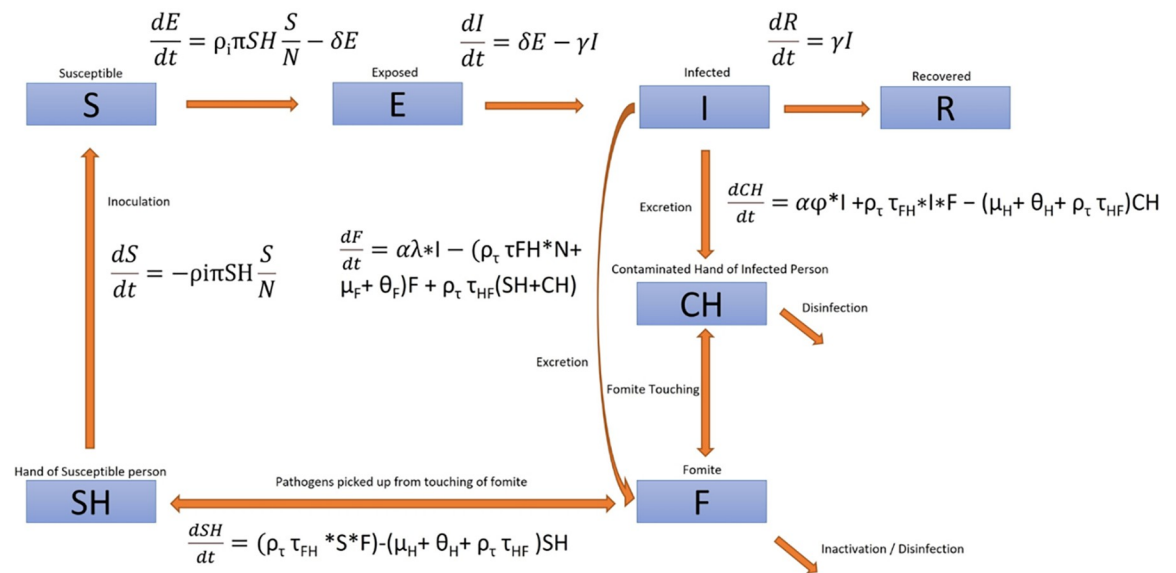 dE/dt = ρiπSH S/N − δE
dI/dt = δE − γI
dR/dt = γI
Susceptible
Exposed
Infected
Recovered
S
E
I
R
Inoculation
dS/dt = −ρiπSH S/N
Excretion
dCH/dt = αφ*I +ρτ τFH*I*F − (μH+ θH+ ρτ τHF)CH
dF/dt = αλ*I − (ρτ τFH*N+
μF+ θF)F + ρτ τHF(SH+CH)
Contaminated Hand of Infected Person
CH
Disinfection
Excretion
Fomite Touching
Hand of Susceptible person
SH
Pathogens picked up from touching of fomite
Fomite
F
dSH/dt = (ρτ τFH *S*F)-(μH+ θH+ ρτ τHF )SH
Inactivation / Disinfection